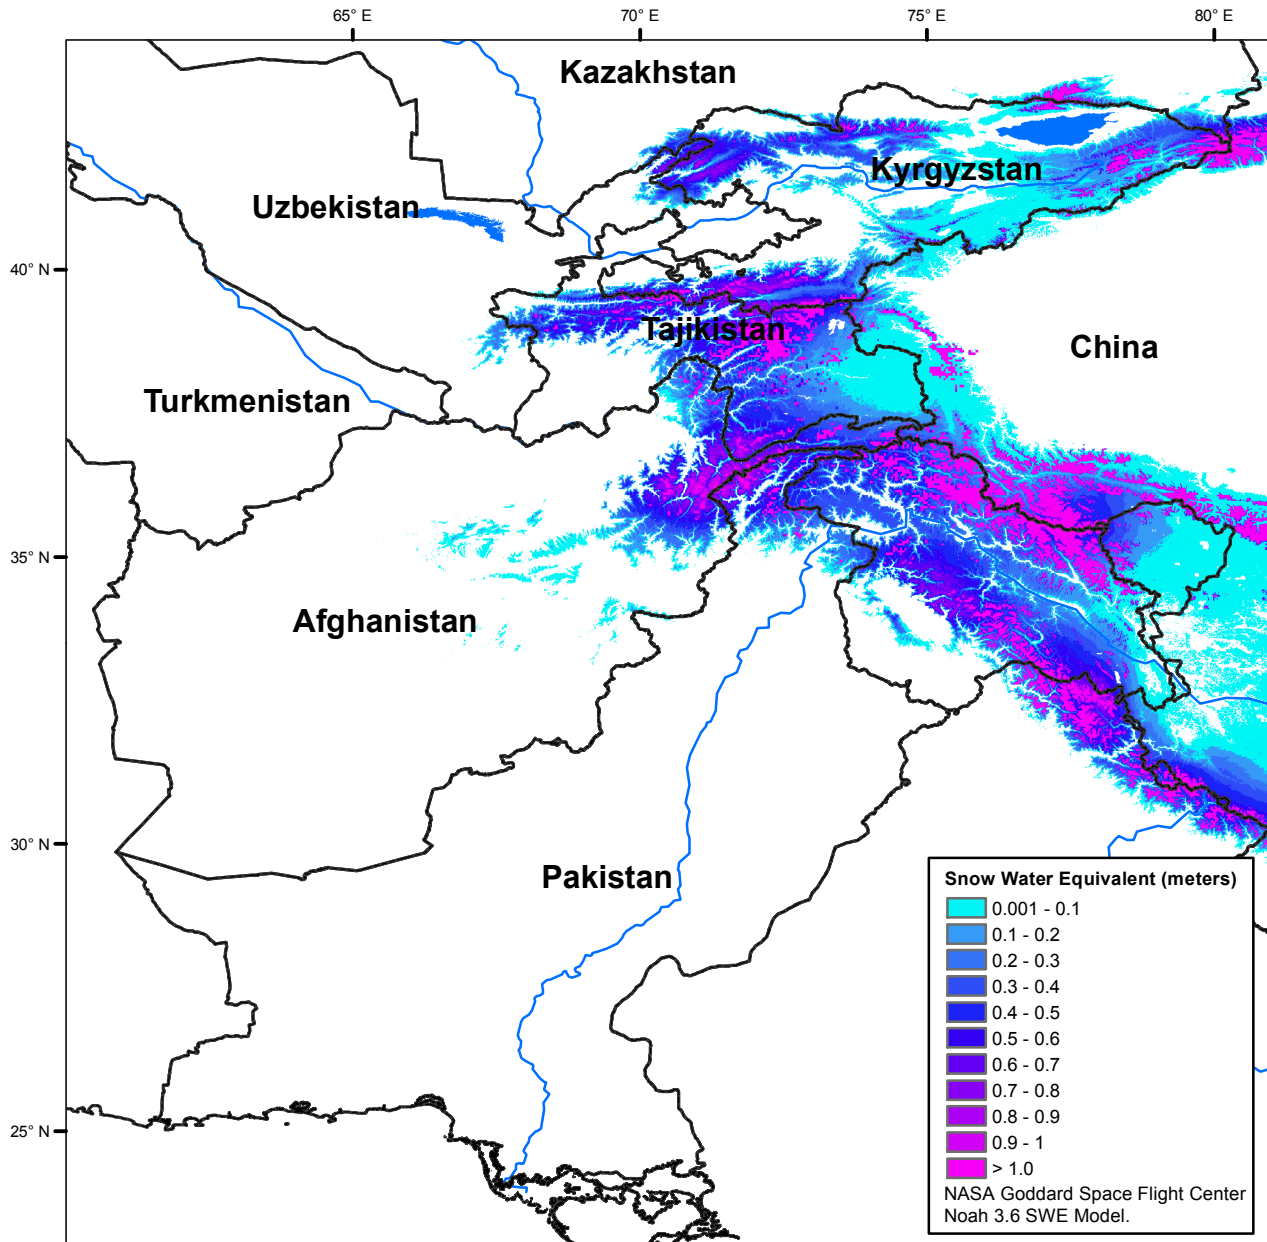 65° E
70° E
75° E
80° E
Kazakhstan
Kyrgyzstan
Uzbekistan
40° N
Tajikistan
China
Turkmenistan
35° N
Afghanistan
30° N
Pakistan
25° N
Snow Water Equivalent (meters)
0.001 - 0.1
0.1 - 0.2
0.2 - 0.3
0.3 - 0.4
0.4 - 0.5
0.5 - 0.6
0.6 - 0.7
0.7 - 0.8
0.8 - 0.9
0.9 - 1
> 1.0
NASA Goddard Space Flight Center
Noah 3.6 SWE Model.